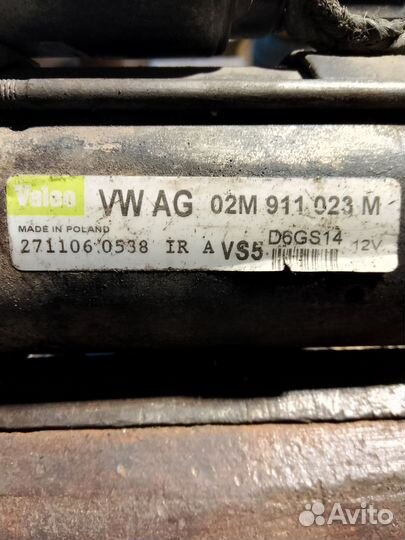 Valeo VW AG 02M 911 023 M
MADE IN POLAND
271106 0538 IR A VS5 D6GS14 12V
Avito